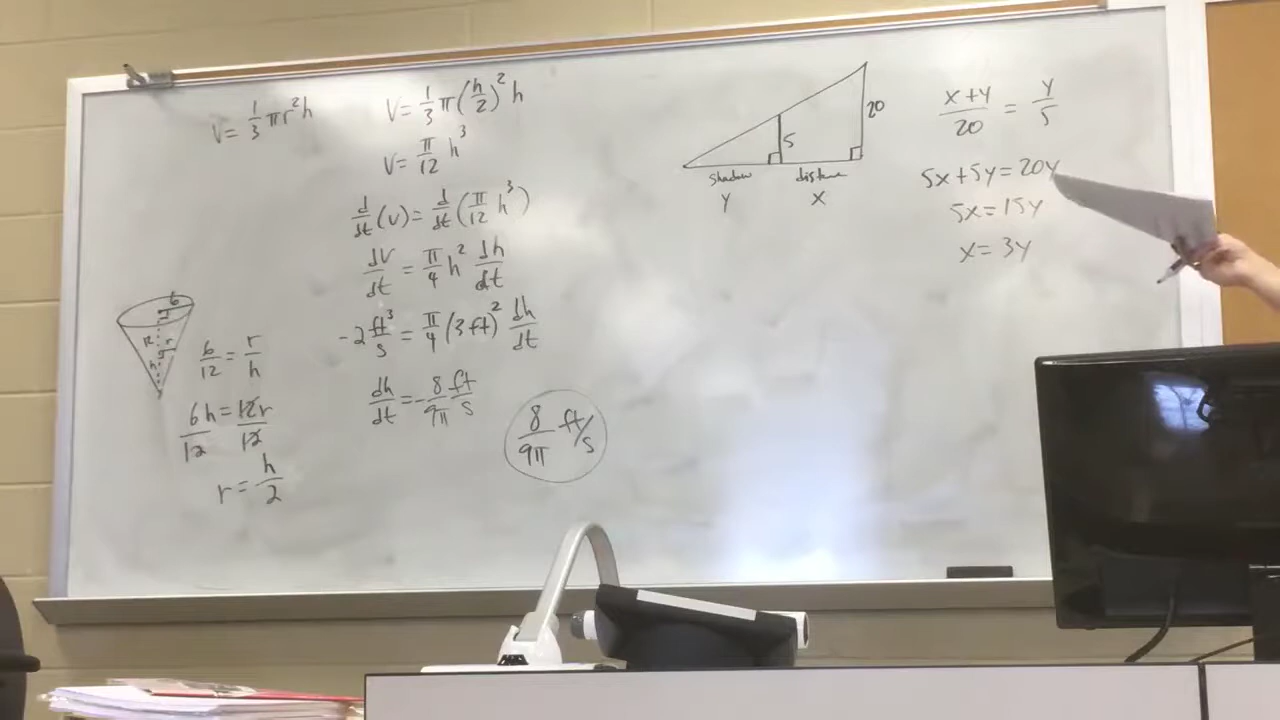 V = 1/3 πr²h
V = 1/3 π(h/2)² h
V = π/12 h³
d/dt (V) = d/dt (π/12 h³)
dV/dt = π/4 h² dh/dt
-2 ft³/s = π/4 (3 ft)² dh/dt
dh/dt = -8/9π ft/s
8/9π ft/s
6
12
r
h
6/12 = r/h
6h/12 = 12r/12
r = h/2
20
5
shadow
distance
y
x
x+y/20 = y/5
5x+5y=20y
5x=15y
x=3y